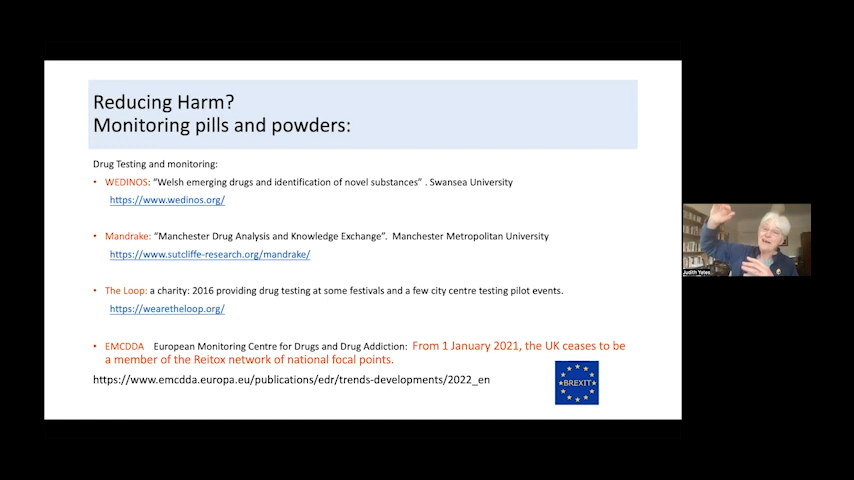 Reducing Harm?
Monitoring pills and powders:
Drug Testing and monitoring:
• WEDINOS: “Welsh emerging drugs and identification of novel substances” . Swansea University
https://www.wedinos.org/
• Mandrake: “Manchester Drug Analysis and Knowledge Exchange”. Manchester Metropolitan University
https://www.sutcliffe-research.org/mandrake/
• The Loop: a charity: 2016 providing drug testing at some festivals and a few city centre testing pilot events.
https://wearetheloop.org/
• EMCDDA European Monitoring Centre for Drugs and Drug Addiction: From 1 January 2021, the UK ceases to be
a member of the Reitox network of national focal points.
https://www.emcdda.europa.eu/publications/edr/trends-developments/2022_en
BREXIT
Judith Yates